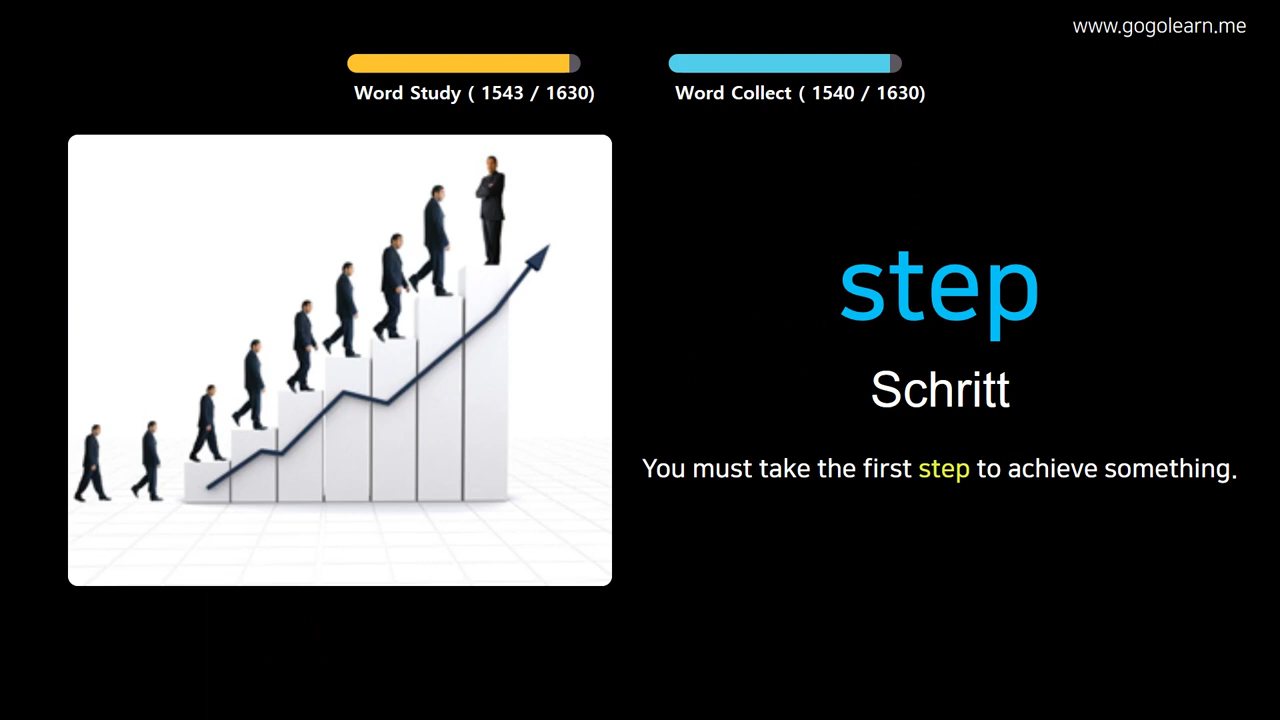 www.gogolearn.me
Word Study ( 1543 / 1630)
Word Collect ( 1540 / 1630)
step
Schritt
You must take the first step to achieve something.